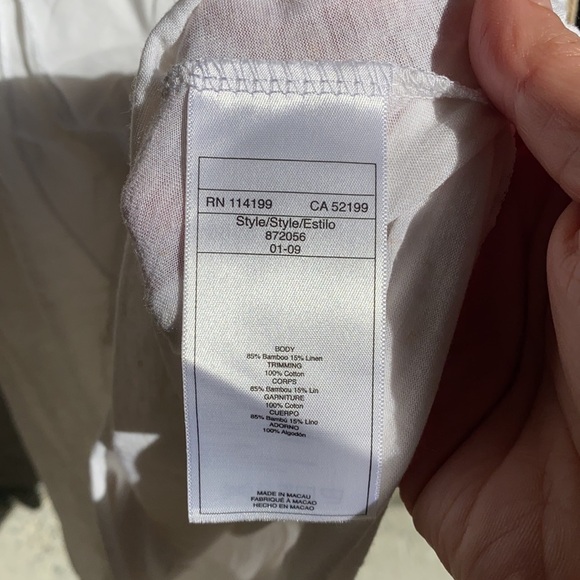 RN 114199 CA 52199
Style/Style/Estilo
872056
01-09
BODY
85% Bamboo 15% Linen
TRIMMING
100% Cotton
CORPS
85% Bambou 15% Lin
GARNITURE
100% Cotton
CUERPO
85% Bambú 15% Lino
ADORNO
100% Algodón
MADE IN MACAU
FABRIQUÉ À MACAO
HECHO EN MACAO